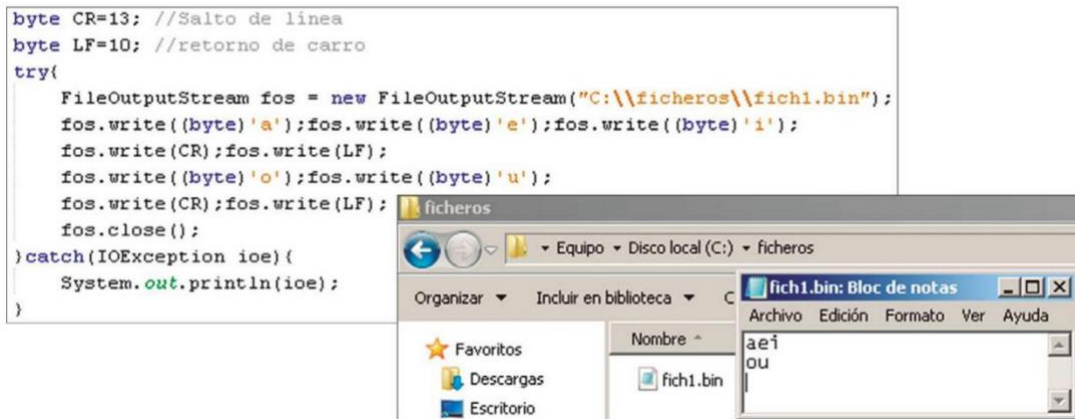 byte CR=13; //Salto de línea
byte LF=10; //retorno de carro
try{
    FileOutputStream fos = new FileOutputStream("C:\\ficheros\\fich1.bin");
    fos.write((byte)'a');fos.write((byte)'e');fos.write((byte)'i');
    fos.write(CR);fos.write(LF);
    fos.write((byte)'o');fos.write((byte)'u');
    fos.write(CR);fos.write(LF);
    fos.close();
}catch(IOException ioe){
    System.out.println(ioe);
}
ficheros
Equipo Disco local (C:) ficheros
Organizar Incluir en biblioteca C
Favoritos
Descargas
Escritorio
Nombre
fich1.bin
fich1.bin: Bloc de notas
Archivo Edición Formato Ver Ayuda
aei
ou